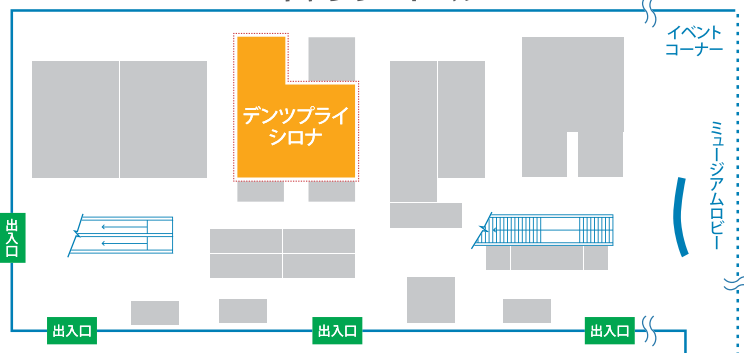 イベント
コーナー
デンツプライ
シロナ
ミュージアムロビー
出入口
出入口
出入口
出入口